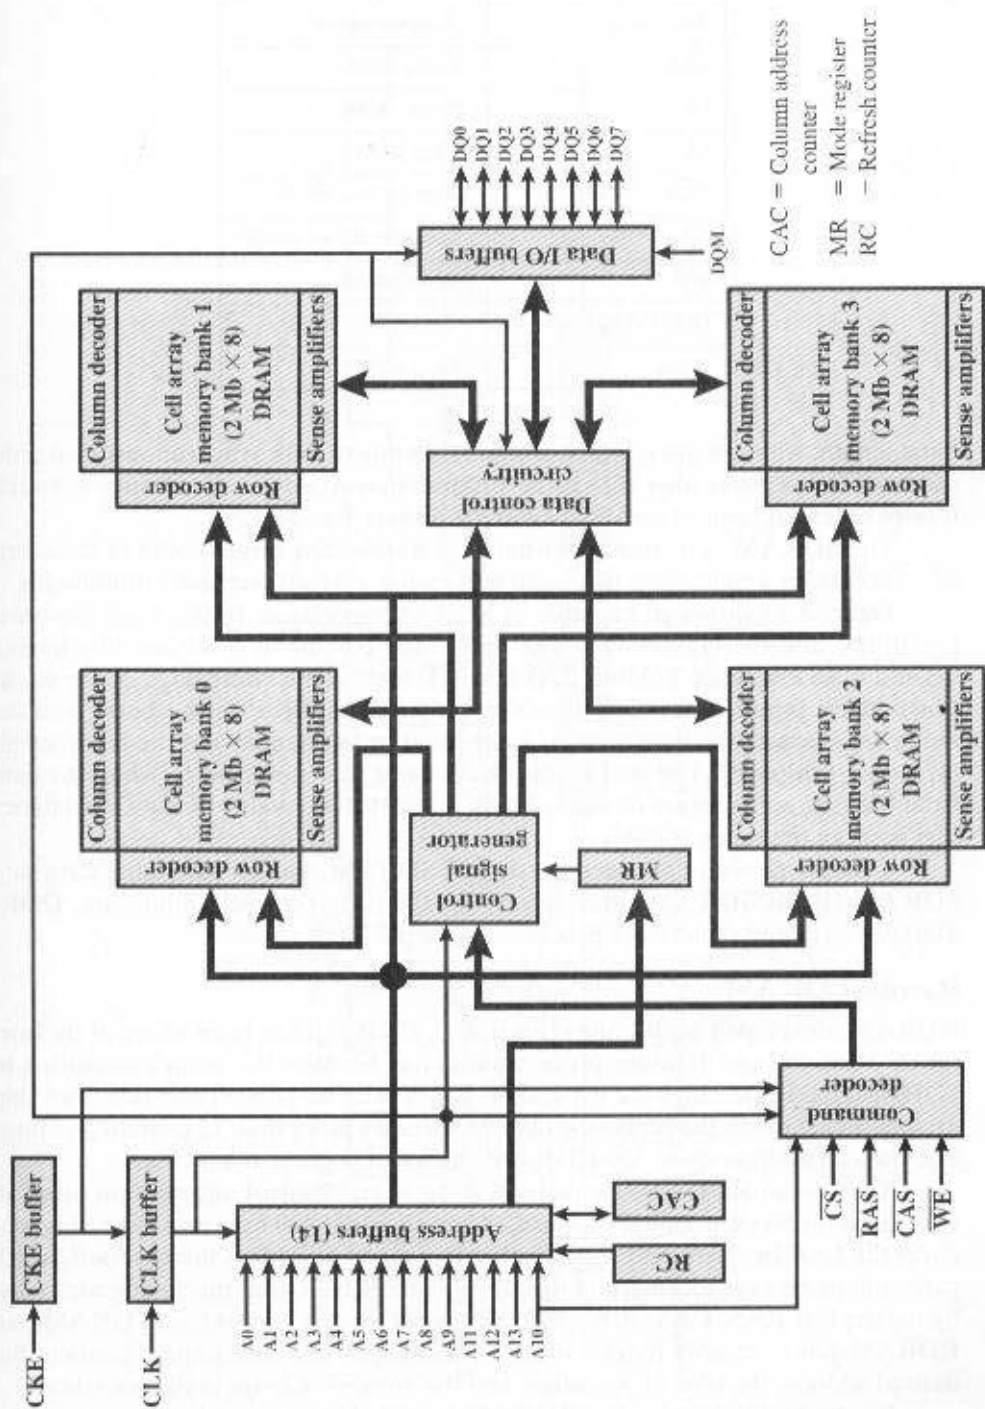 CKE
CKE buffer
CLK
CLK buffer
A0
A1
A2
A3
A4
A5
A6
A7
A8
A9
A11
A12
A13
A10
Address buffers (14)
CAC
RC
CS
RAS
CAS
WE
Command
decoder
Control
signal
generator
MR
Column decoder
Cell array
memory bank 0
(2 Mb × 8)
DRAM
Sense amplifiers
Row decoder
Column decoder
Cell array
memory bank 1
(2 Mb × 8)
DRAM
Sense amplifiers
Row decoder
Column decoder
Cell array
memory bank 2
(2 Mb × 8)
DRAM
Sense amplifiers
Row decoder
Column decoder
Cell array
memory bank 3
(2 Mb × 8)
DRAM
Sense amplifiers
Row decoder
Data control
circuitry
Data I/O buffers
DQ0
DQ1
DQ2
DQ3
DQ4
DQ5
DQ6
DQ7
DQM
CAC = Column address
counter
MR = Mode register
RC = Refresh counter